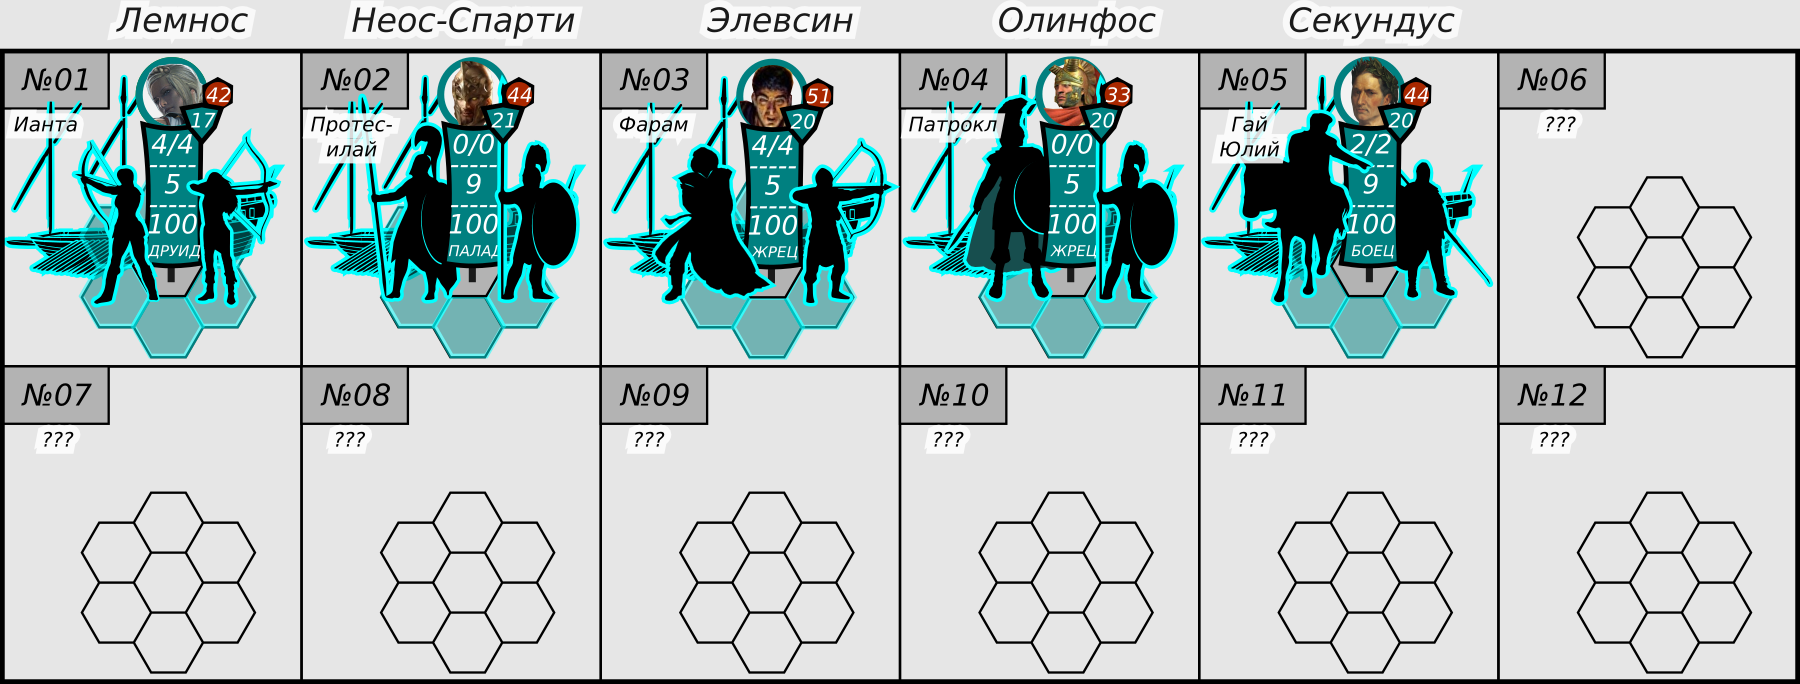 Лемнос
Неос-Спарти
Элевсин
Олинфос
Секундус
№01
Ианта
42
17
4/4
5
100
ДРУИД
№02
Протес-
илай
44
21
0/0
9
100
ПАЛАД
№03
Фарам
51
20
4/4
5
100
ЖРЕЦ
№04
Патрокл
33
20
0/0
5
100
ЖРЕЦ
№05
Гай
Юлий
44
20
2/2
9
100
БОЕЦ
№06
???
№07
???
№08
???
№09
???
№10
???
№11
???
№12
???